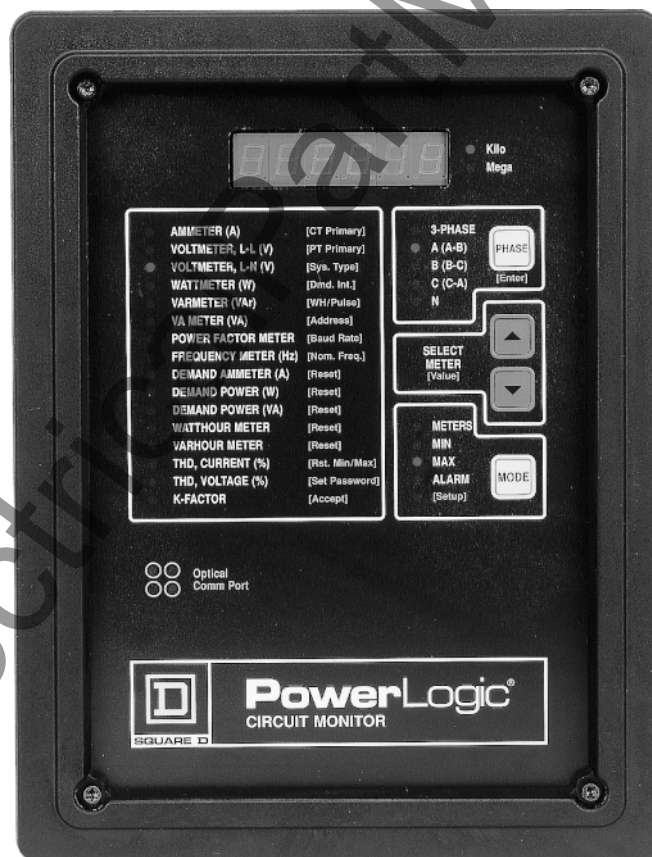 Kilo
Mega
AMMETER (A) [CT Primary]
VOLTMETER, L-L (V) [PT Primary]
VOLTMETER, L-N (V) [Sys. Type]
WATTMETER (W) [Dmd. Int.]
VARMETER (VAr) [WH/Pulse]
VA METER (VA) [Address]
POWER FACTOR METER [Baud Rate]
FREQUENCY METER (Hz) [Nom. Freq.]
DEMAND AMMETER (A) [Reset]
DEMAND POWER (W) [Reset]
DEMAND POWER (VA) [Reset]
WATTHOUR METER [Reset]
VARHOUR METER [Reset]
THD, CURRENT (%) [Rst. Min/Max]
THD, VOLTAGE (%) [Set Password]
K-FACTOR [Accept]
3-PHASE
A (A-B)
B (B-C)
C (C-A)
N
PHASE
[Enter]
SELECT
METER
[Value]
METERS
MIN
MAX
ALARM
[Setup]
MODE
Optical
Comm Port
D
SQUARE D
PowerLogic®
CIRCUIT MONITOR